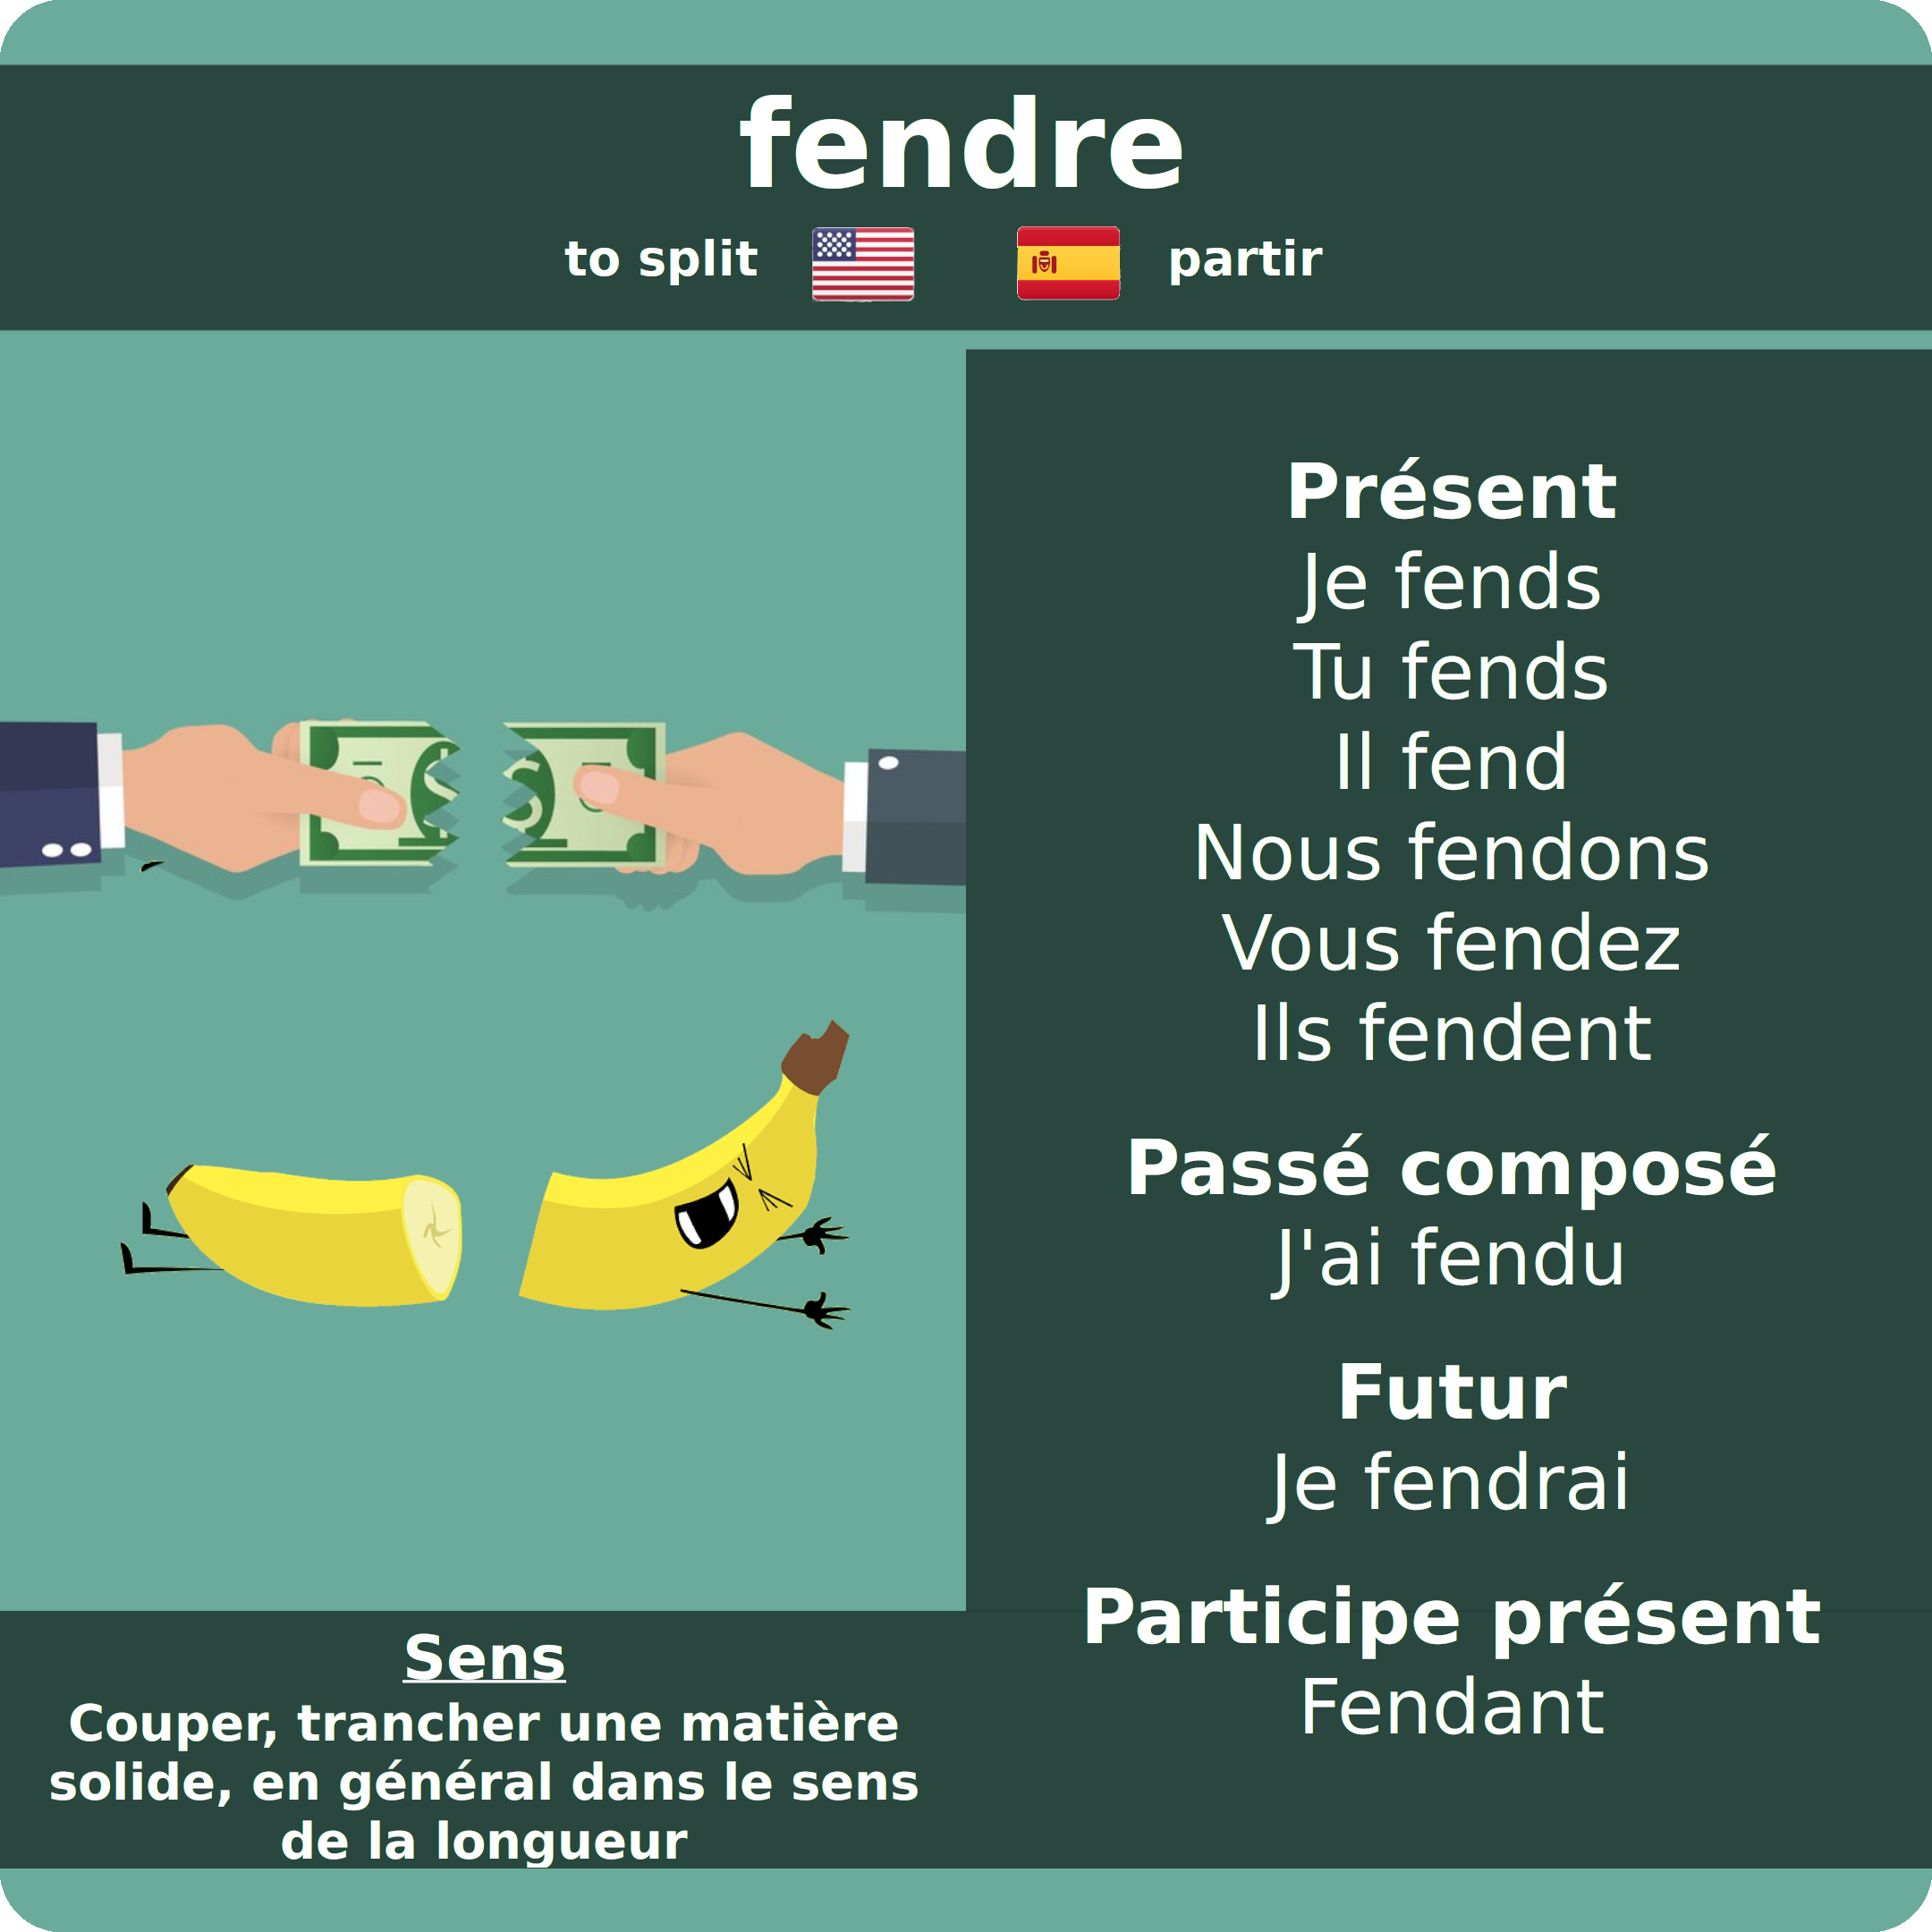 fendre
to split
partir
Présent
Je fends
Tu fends
Il fend
Nous fendons
Vous fendez
Ils fendent
Passé composé
J'ai fendu
Futur
Je fendrai
Participe présent
Fendant
Sens
Couper, trancher une matière
solide, en général dans le sens
de la longueur